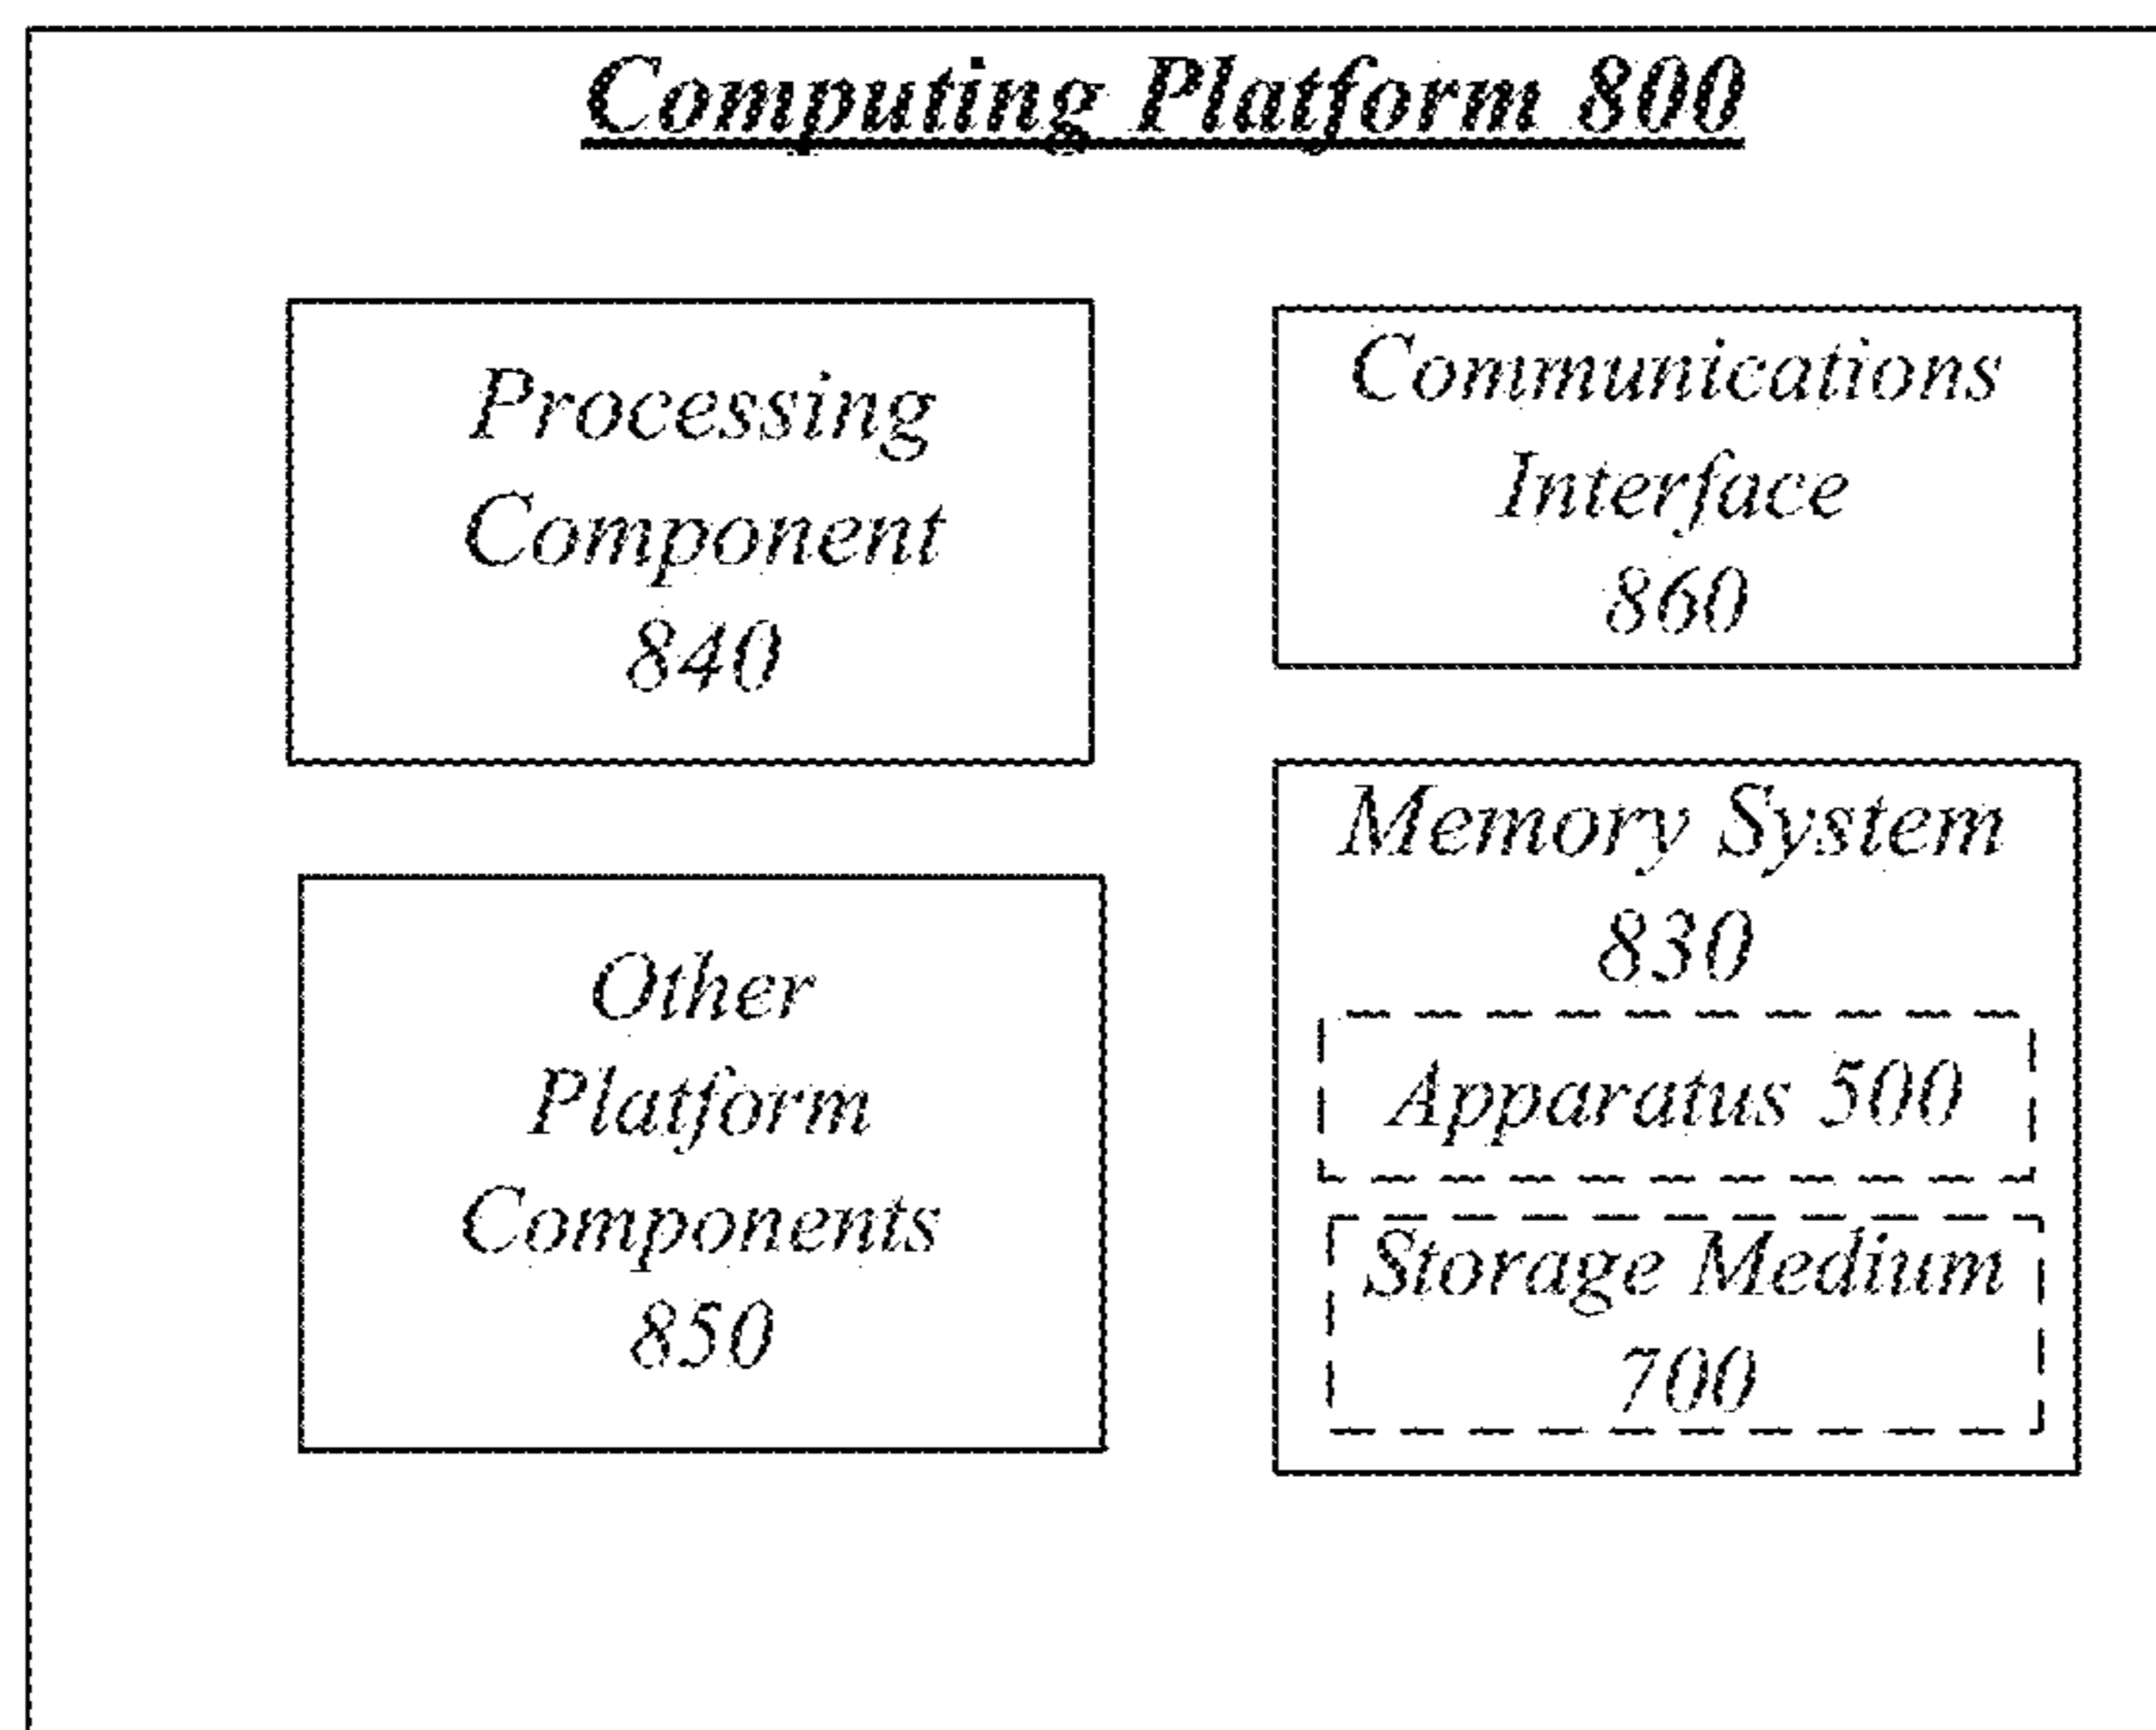 Computing Platform 800
Processing
Component
840
Communications
Interface
860
Other
Platform
Components
850
Memory System
830
Apparatus 500
Storage Medium
700